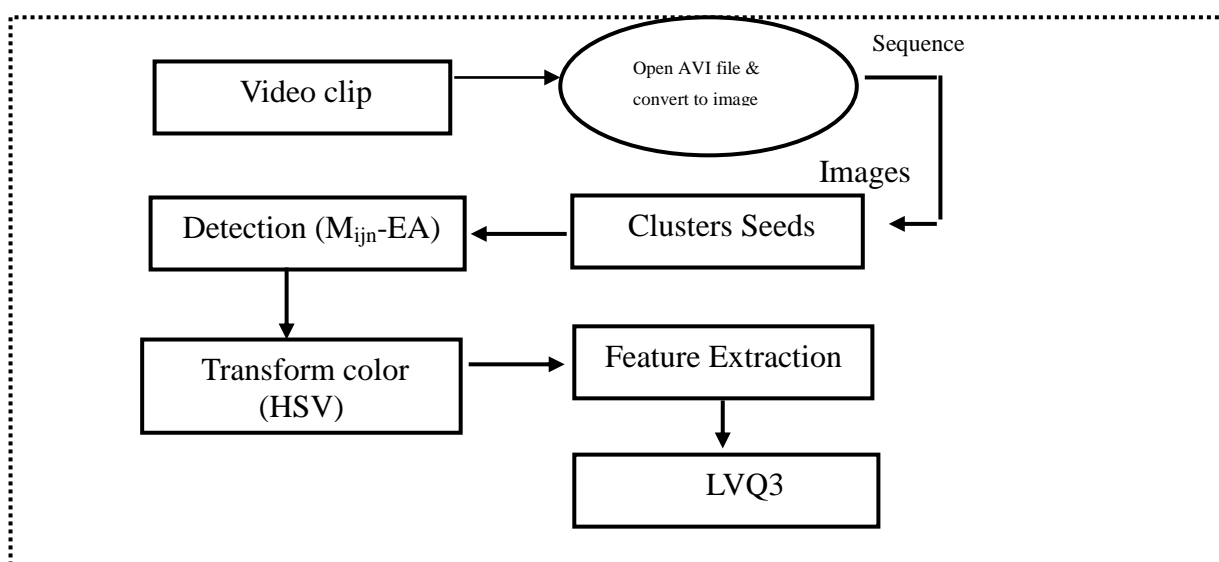 Video clip
Open AVI file &
convert to image
Sequence
Images
Clusters Seeds
Detection (Mijn-EA)
Transform color
(HSV)
Feature Extraction
LVQ3